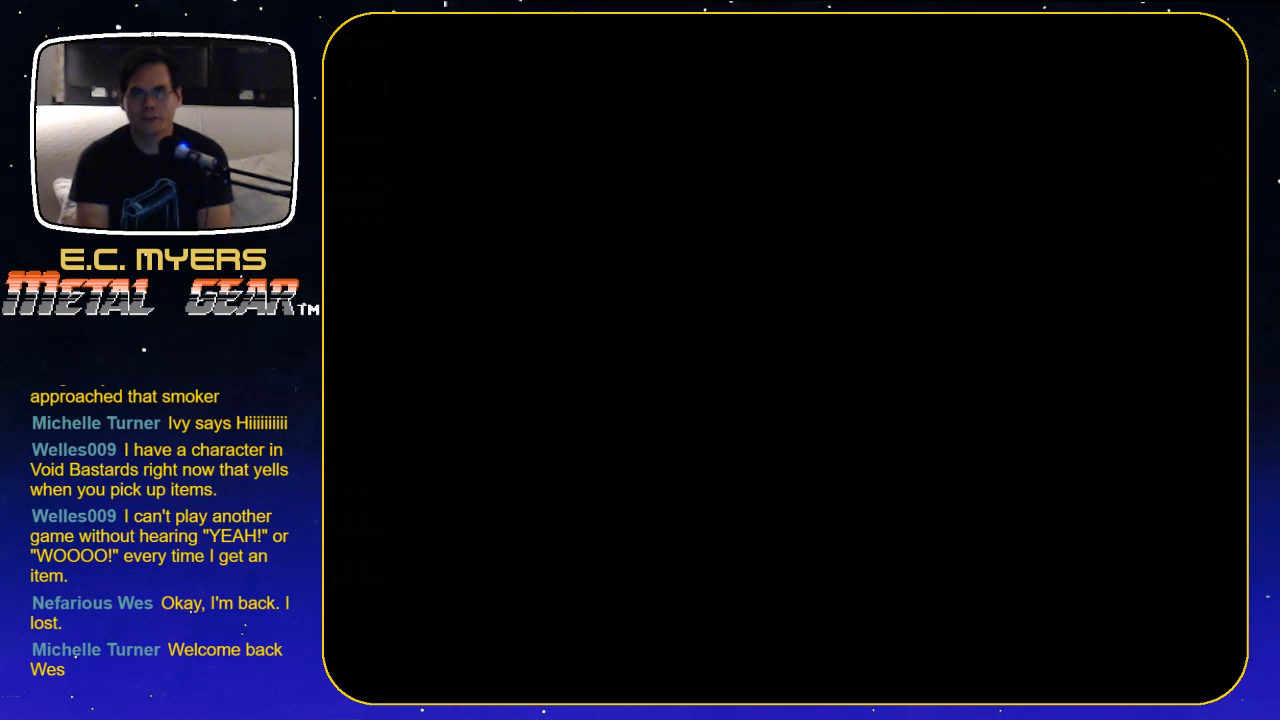 E.C. MYERS
METAL GEAR™
approached that smoker
Michelle Turner Ivy says Hiiiiiiiiii
Welles009 I have a character in
Void Bastards right now that yells
when you pick up items.
Welles009 I can't play another
game without hearing "YEAH!" or
"WOOOO!" every time I get an
item.
Nefarious Wes Okay, I'm back. I
lost.
Michelle Turner Welcome back
Wes